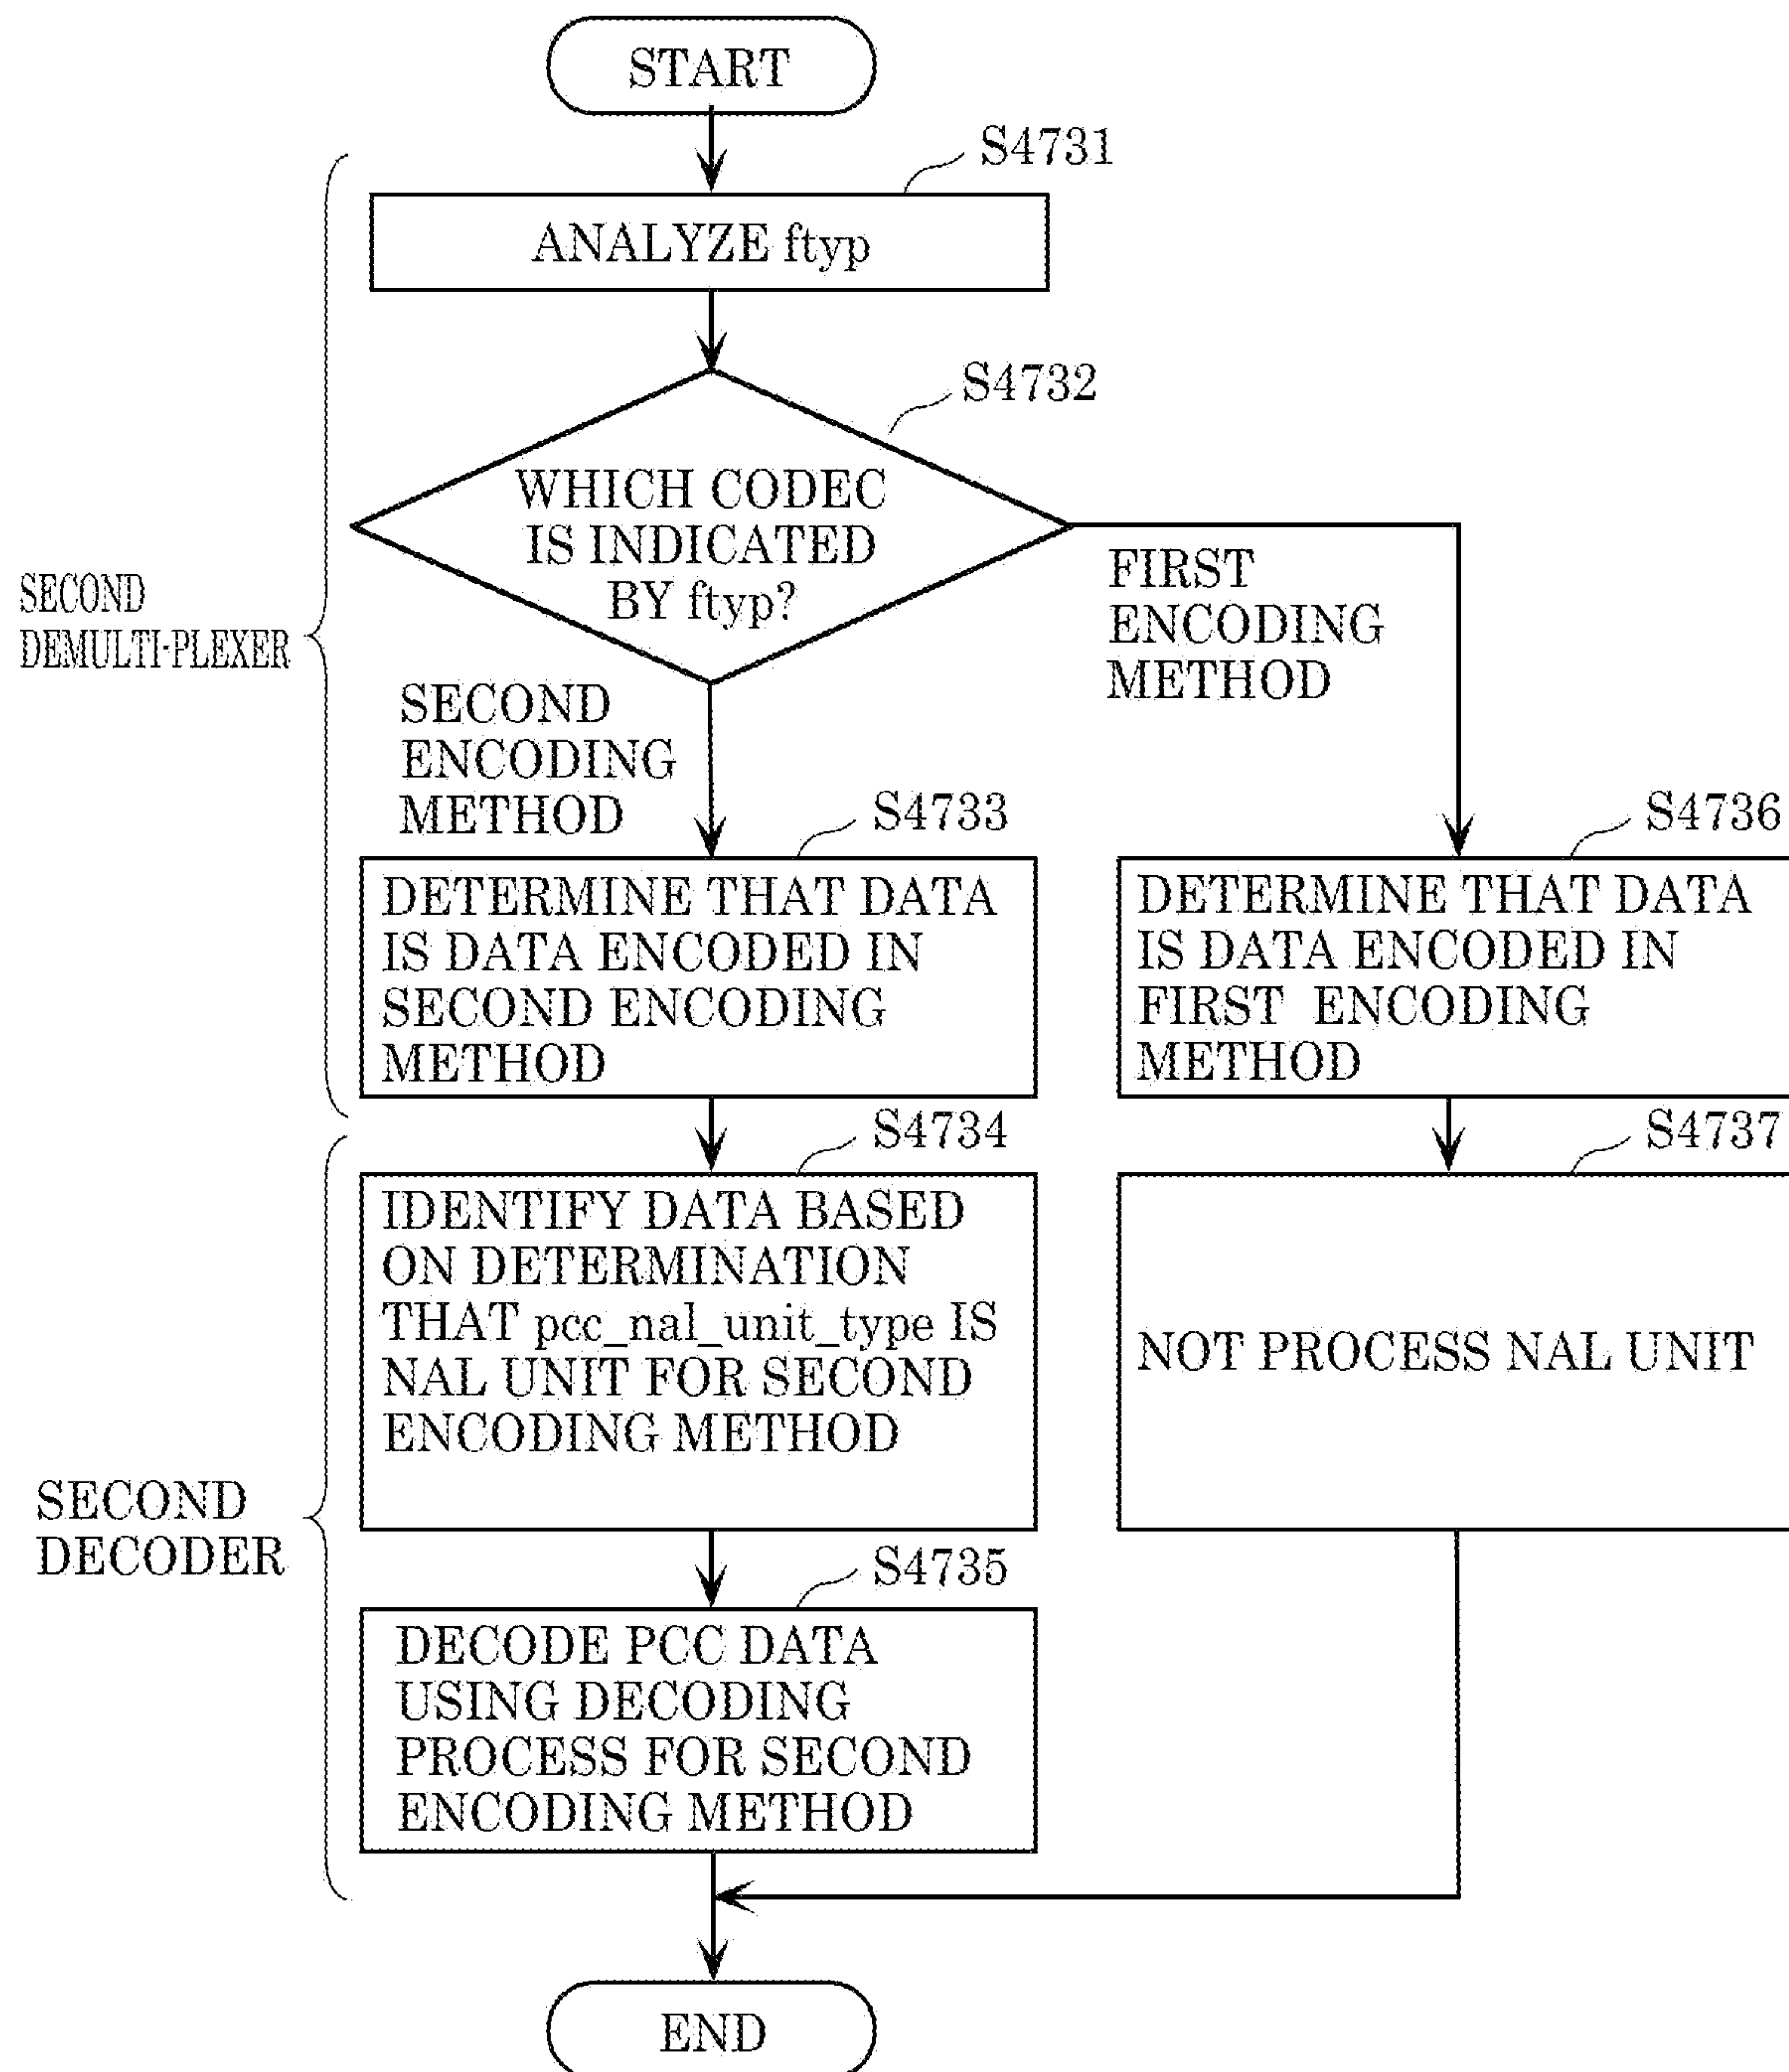 START
S4731
ANALYZE ftyp
S4732
WHICH CODEC
IS INDICATED
BY ftyp?
SECOND
DEMULTI-PLEXER
FIRST
ENCODING
METHOD
SECOND
ENCODING
METHOD
S4733
DETERMINE THAT DATA
IS DATA ENCODED IN
SECOND ENCODING
METHOD
S4736
DETERMINE THAT DATA
IS DATA ENCODED IN
FIRST ENCODING
METHOD
S4734
IDENTIFY DATA BASED
ON DETERMINATION
THAT pcc_nal_unit_type IS
NAL UNIT FOR SECOND
ENCODING METHOD
S4737
NOT PROCESS NAL UNIT
SECOND
DECODER
S4735
DECODE PCC DATA
USING DECODING
PROCESS FOR SECOND
ENCODING METHOD
END